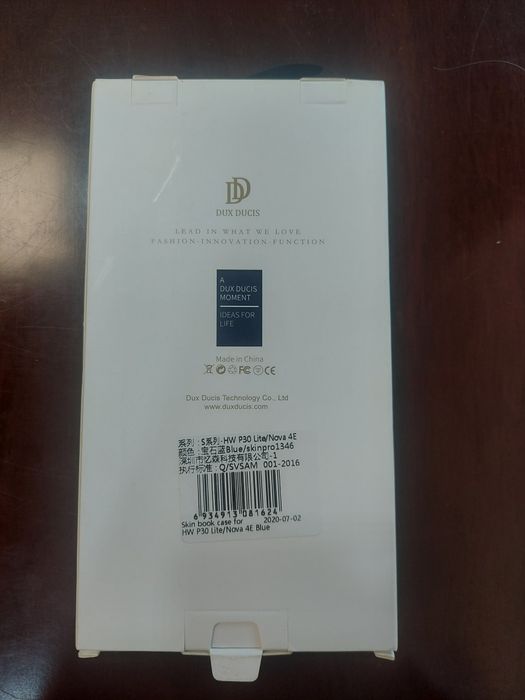 DUX DUCIS
LEAD IN WHAT WE LOVE
FASHION·INNOVATION·FUNCTION
A
DUX DUCIS
MOMENT
IDEAS FOR
LIFE
Made in China
FC CE
Dux Ducis Technology Co., Ltd
www.duxducis.com
系列：S系列-HW P30 Lite/Nova 4E
颜色：宝石蓝Blue/skinpro1346
深圳市忆森科技有限公司-1
执行标准：Q/SVSAM 001-2016
6 934913 081624
Skin book case for 2020-07-02
HW P30 Lite/Nova 4E Blue